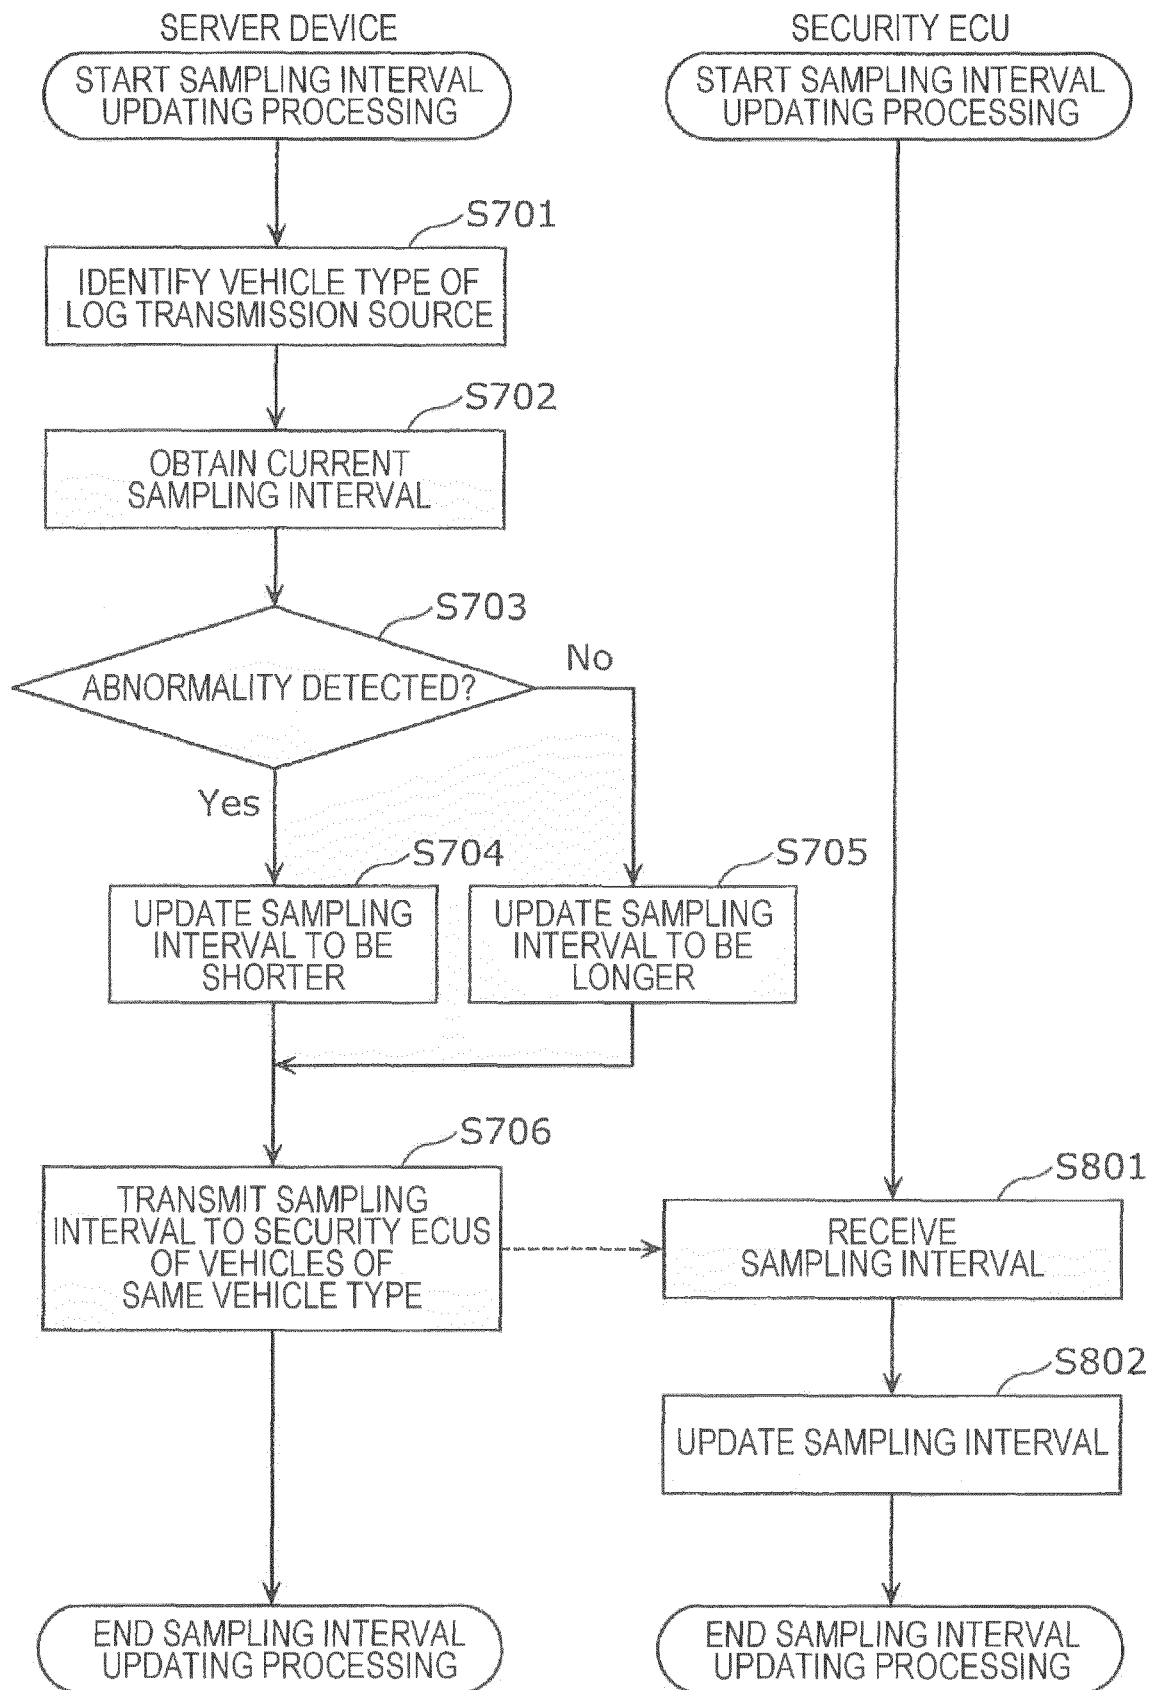 SERVER DEVICE
START SAMPLING INTERVAL
UPDATING PROCESSING
S701
IDENTIFY VEHICLE TYPE OF
LOG TRANSMISSION SOURCE
S702
OBTAIN CURRENT
SAMPLING INTERVAL
S703
ABNORMALITY DETECTED?
No
Yes
S704
UPDATE SAMPLING
INTERVAL TO BE
SHORTER
S705
UPDATE SAMPLING
INTERVAL TO BE
LONGER
S706
TRANSMIT SAMPLING
INTERVAL TO SECURITY ECUS
OF VEHICLES OF
SAME VEHICLE TYPE
END SAMPLING INTERVAL
UPDATING PROCESSING
SECURITY ECU
START SAMPLING INTERVAL
UPDATING PROCESSING
S801
RECEIVE
SAMPLING INTERVAL
S802
UPDATE SAMPLING INTERVAL
END SAMPLING INTERVAL
UPDATING PROCESSING